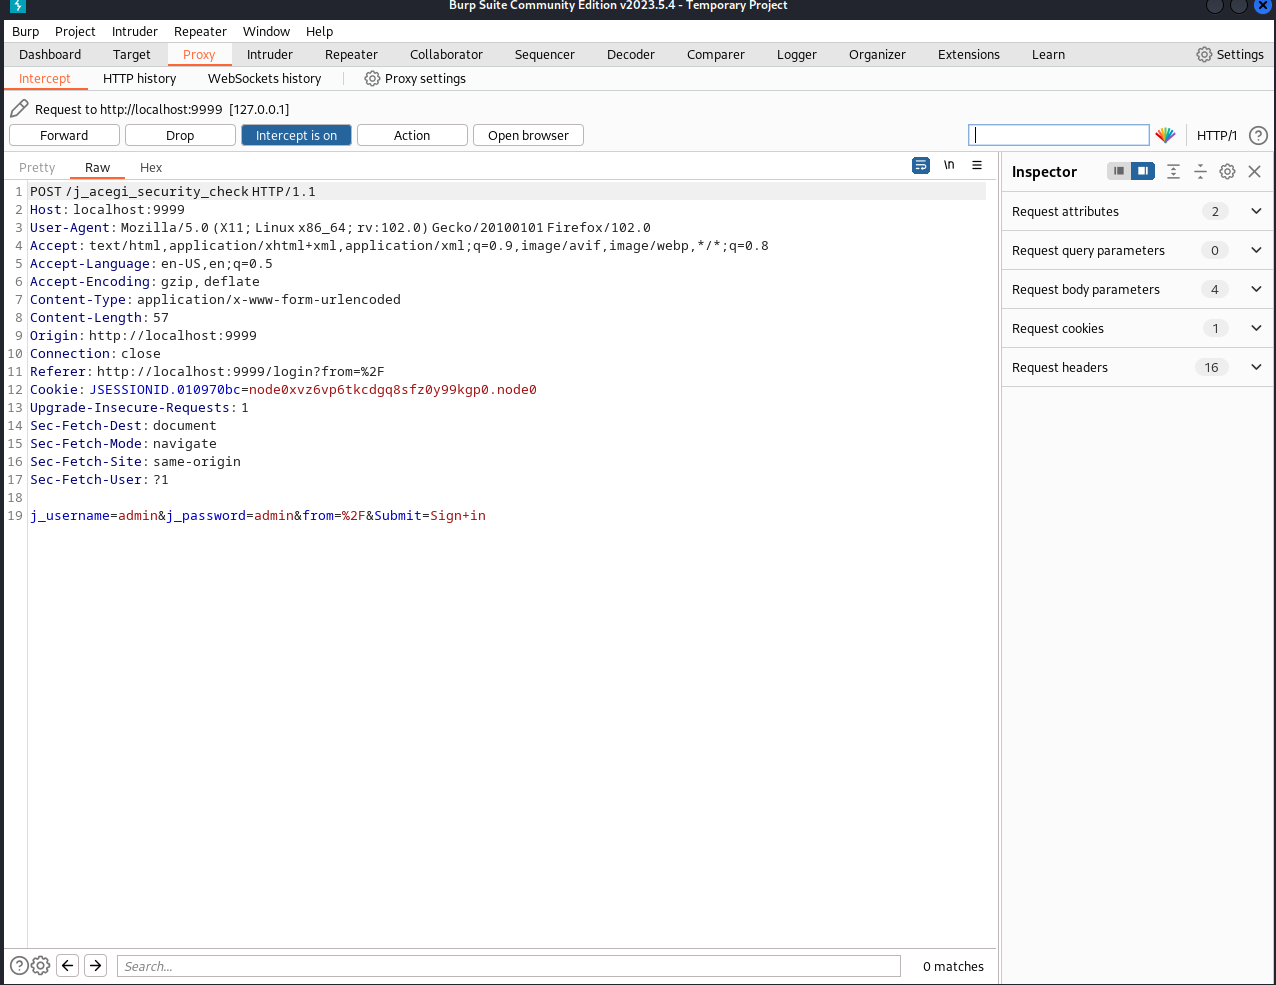 Burp Suite Community Edition v2023.5.4 - Temporary Project
Burp Project Intruder Repeater Window Help
Dashboard Target Proxy Intruder Repeater Collaborator Sequencer Decoder Comparer Logger Organizer Extensions Learn Settings
Intercept HTTP history WebSockets history Proxy settings
Request to http://localhost:9999 [127.0.0.1]
Forward Drop Intercept is on Action Open browser HTTP/1 ?
Pretty Raw Hex \n
Inspector
1 POST /j_acegi_security_check HTTP/1.1
2 Host: localhost:9999
3 User-Agent: Mozilla/5.0 (X11; Linux x86_64; rv:102.0) Gecko/20100101 Firefox/102.0
4 Accept: text/html,application/xhtml+xml,application/xml;q=0.9,image/avif,image/webp,*/*;q=0.8
5 Accept-Language: en-US,en;q=0.5
6 Accept-Encoding: gzip, deflate
7 Content-Type: application/x-www-form-urlencoded
8 Content-Length: 57
9 Origin: http://localhost:9999
10 Connection: close
11 Referer: http://localhost:9999/login?from=%2F
12 Cookie: JSESSIONID.010970bc=node0xvz6vp6tkcdgq8sfz0y99kgp0.node0
13 Upgrade-Insecure-Requests: 1
14 Sec-Fetch-Dest: document
15 Sec-Fetch-Mode: navigate
16 Sec-Fetch-Site: same-origin
17 Sec-Fetch-User: ?1
18
19 j_username=admin&j_password=admin&from=%2F&Submit=Sign+in
Request attributes 2
Request query parameters 0
Request body parameters 4
Request cookies 1
Request headers 16
? Search... 0 matches